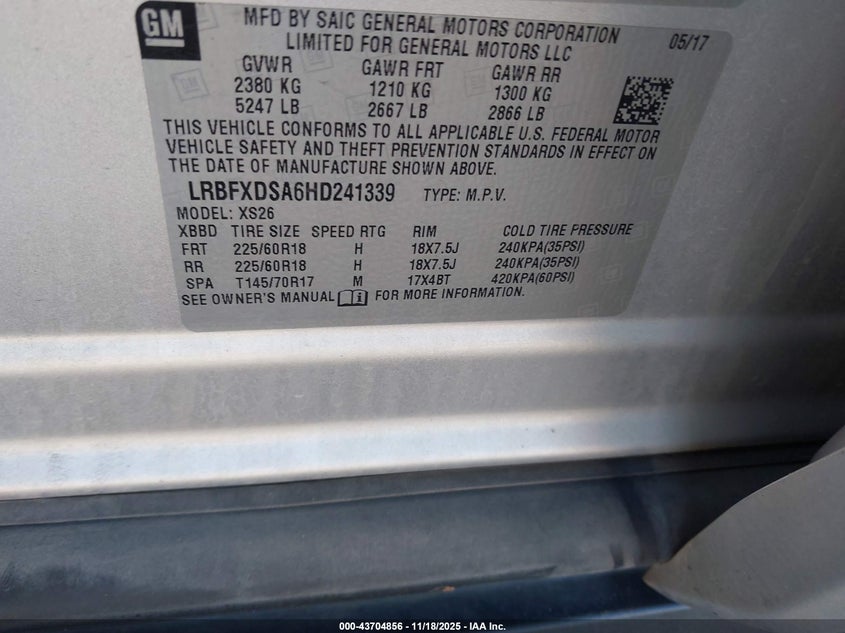 GM
MFD BY SAIC GENERAL MOTORS CORPORATION
LIMITED FOR GENERAL MOTORS LLC
05/17
GVWR GAWR FRT GAWR RR
2380 KG 1210 KG 1300 KG
5247 LB 2667 LB 2866 LB
THIS VEHICLE CONFORMS TO ALL APPLICABLE U.S. FEDERAL MOTOR
VEHICLE SAFETY AND THEFT PREVENTION STANDARDS IN EFFECT ON
THE DATE OF MANUFACTURE SHOWN ABOVE.
LRBFXDSA6HD241339 TYPE: M.P.V.
MODEL: XS26
XBBD TIRE SIZE SPEED RTG RIM COLD TIRE PRESSURE
FRT 225/60R18 H 18X7.5J 240KPA(35PSI)
RR 225/60R18 H 18X7.5J 240KPA(35PSI)
SPA T145/70R17 M 17X4BT 420KPA(60PSI)
SEE OWNER'S MANUAL FOR MORE INFORMATION.
000-43704856 - 11/18/2025 - IAA Inc.